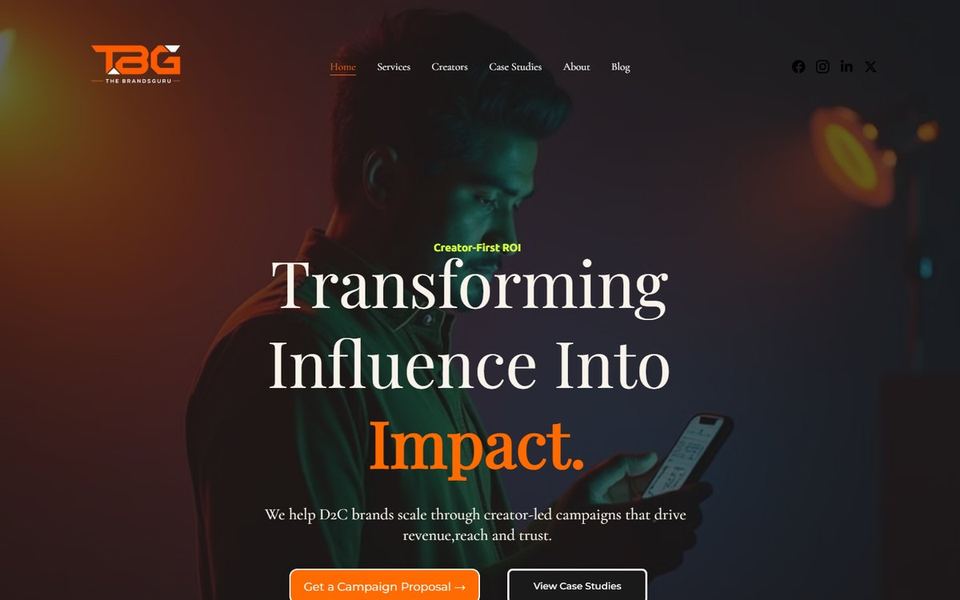 TBG
THE BRANDSGURU
Home Services Creators Case Studies About Blog
Creator-First ROI
Transforming
Influence Into
Impact.
We help D2C brands scale through creator-led campaigns that drive
revenue,reach and trust.
Get a Campaign Proposal → View Case Studies